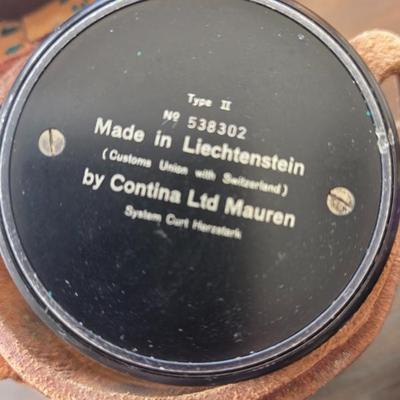 Type II
Nº 538302
Made in Liechtenstein
( Customs Union with Switzerland )
by Contina Ltd Mauren
System Curt Herzstark